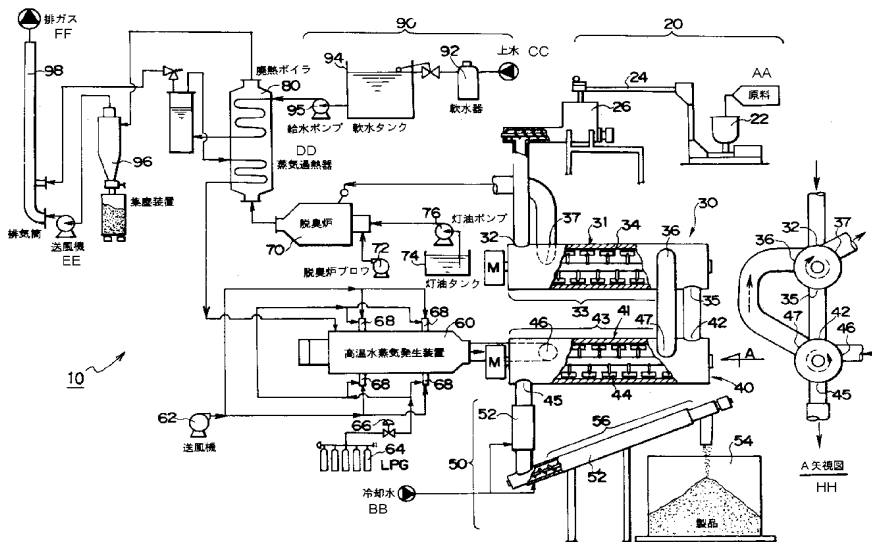 排ガス
FF
98
96
集塵装置
排気筒
送風機
EE
廃熱ボイラ
80
DD
蒸気過熱器
90
94
95
給水ポンプ
軟水タンク
92
軟水器
上水
CC
20
24
26
AA
原料
22
脱臭炉
70
72
脱臭炉ブロワ
76
灯油ポンプ
74
灯油タンク
30
31
34
37
32
M
33
35
36
43
41
42
47
46
M
44
45
40
A
68
68
60
高温水蒸気発生装置
68
68
10
62
送風機
66
64
LPG
50
52
56
52
54
製品
冷却水
BB
32
37
36
35
42
47
46
45
A矢視図
HH